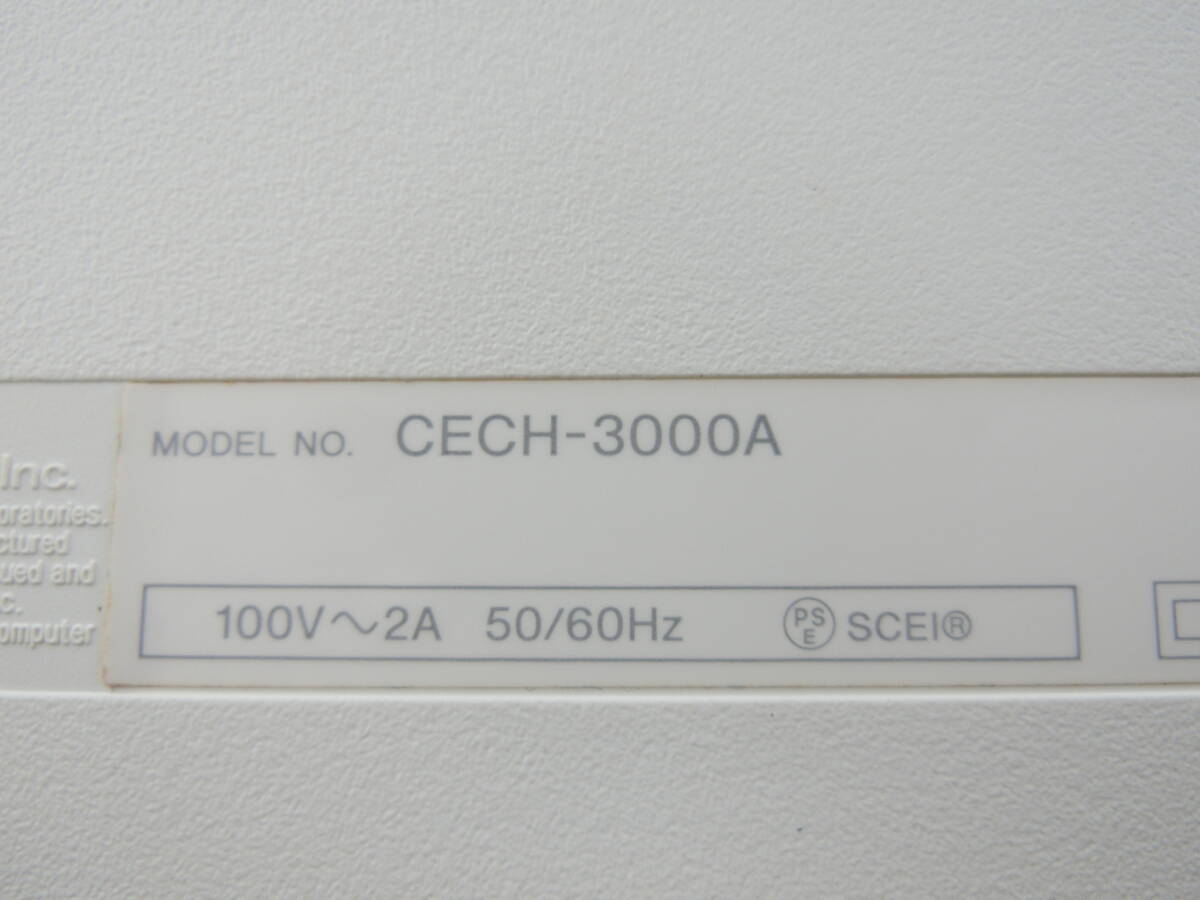 MODEL NO. CECH-3000A
Inc.
oratories.
ctured
ued and
c.
omputer
100V～2A 50/60Hz PSE SCEI®